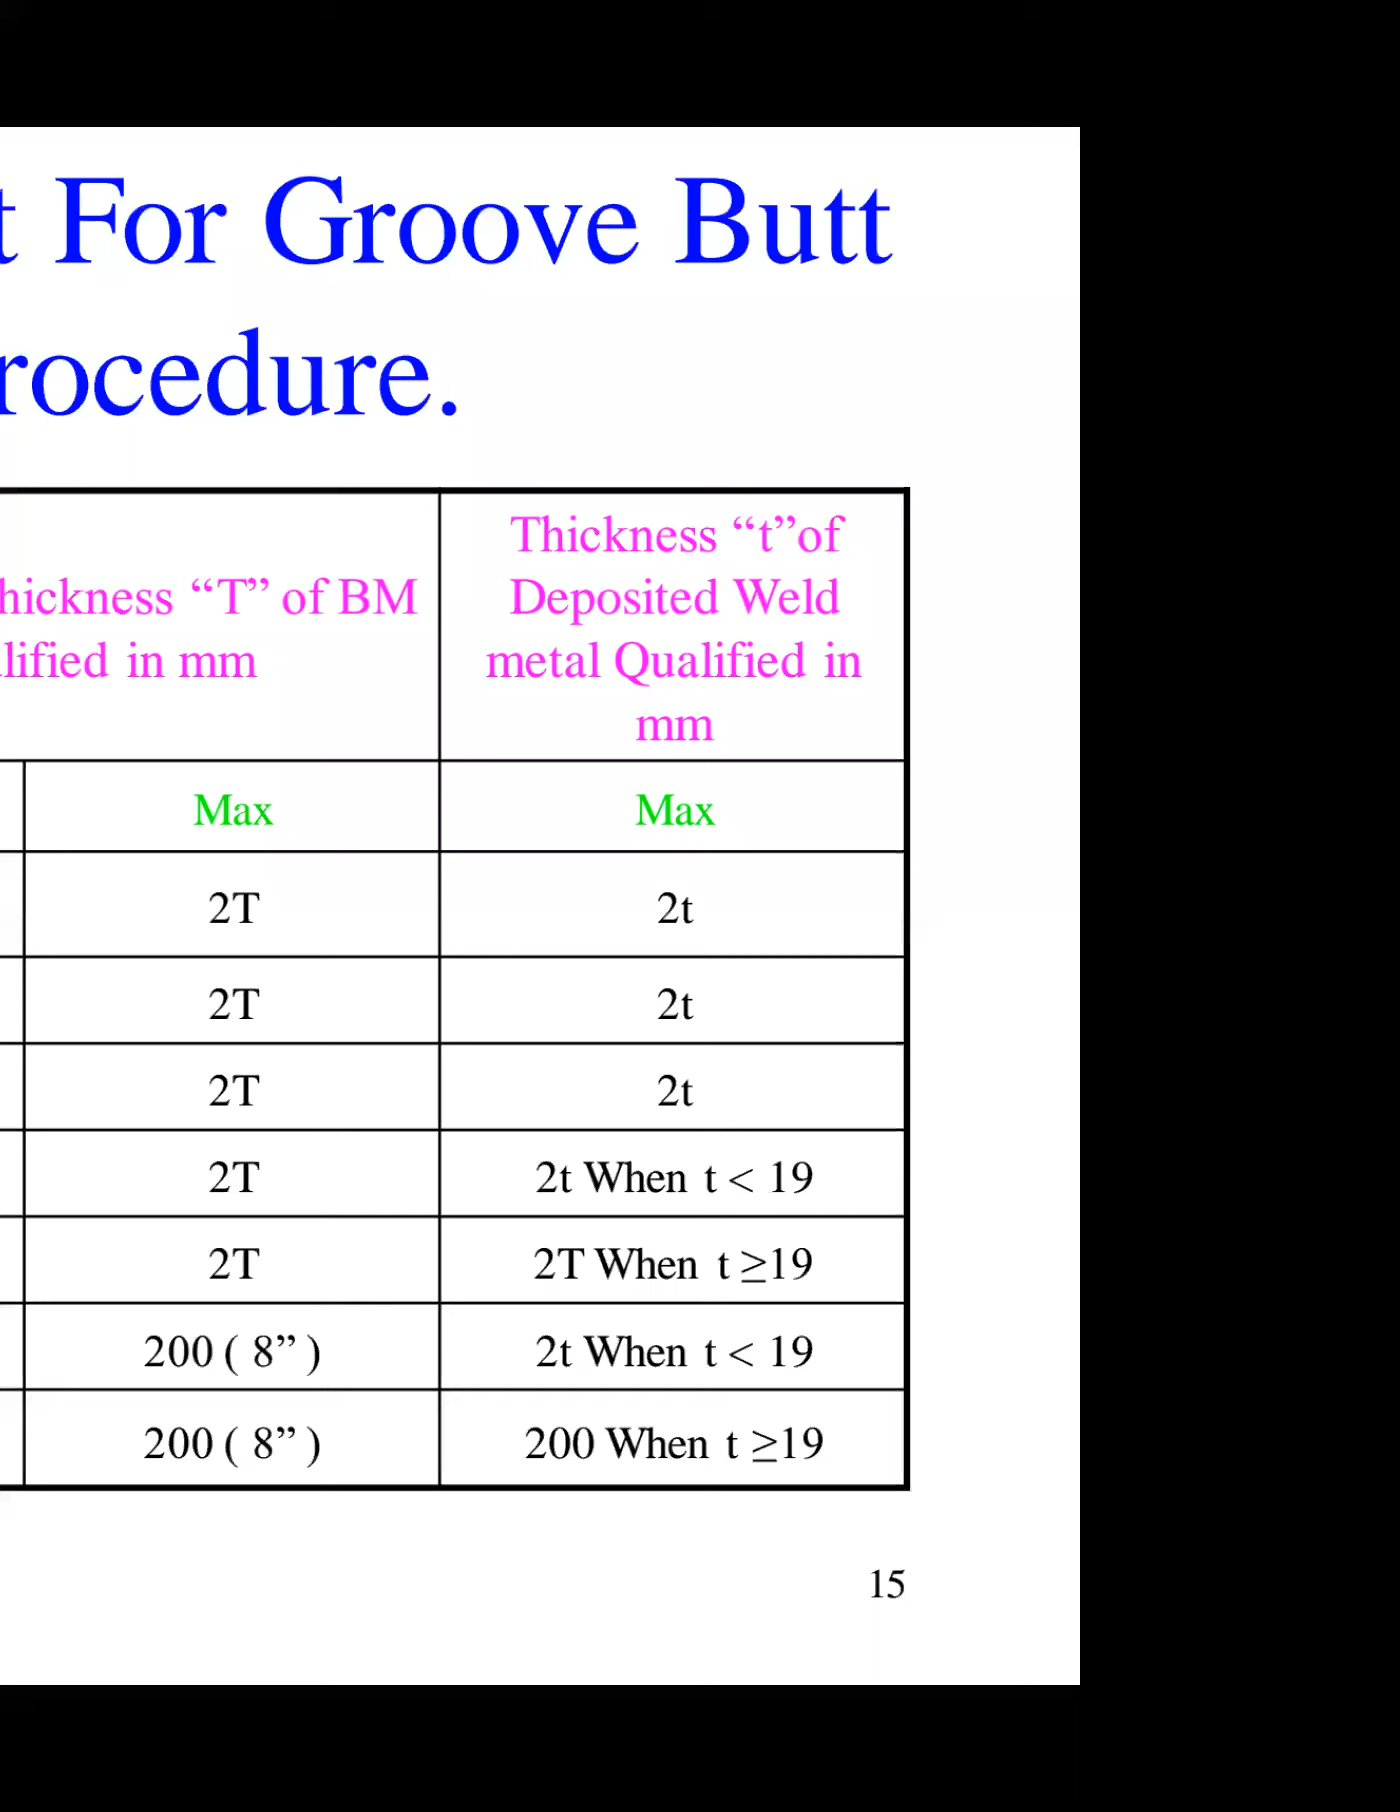 t For Groove Butt
rocedure.
hickness “T” of BM
lified in mm
Thickness “t”of
Deposited Weld
metal Qualified in
mm
Max Max
2T 2t
2T 2t
2T 2t
2T 2t When t < 19
2T 2T When t ≥19
200 ( 8” ) 2t When t < 19
200 ( 8” ) 200 When t ≥19
15